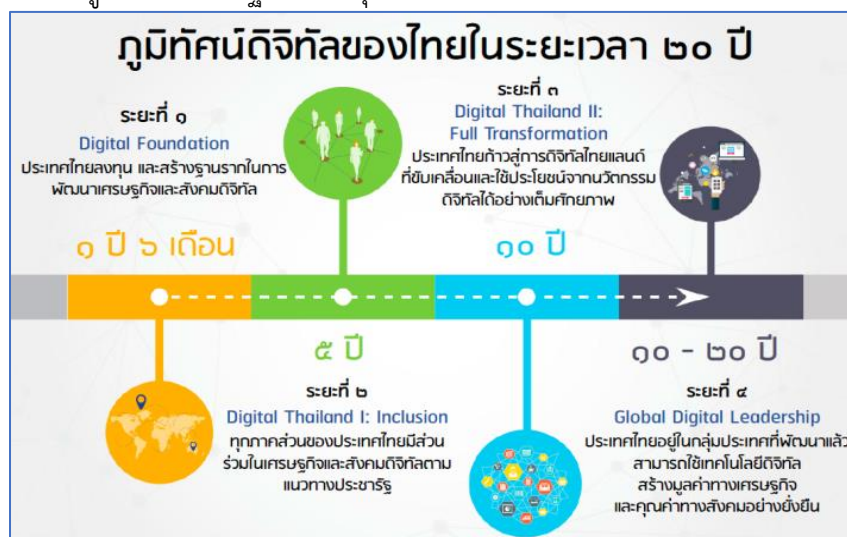 ภูมิทัศน์ดิจิทัลของไทยในระยะเวลา ๒๐ ปี
ระยะที่ ๑
Digital Foundation
ประเทศไทยลงทุน และสร้างฐานรากในการ
พัฒนาเศรษฐกิจและสังคมดิจิทัล
๑ ปี ๖ เดือน
ระยะที่ ๓
Digital Thailand II:
Full Transformation
ประเทศไทยก้าวสู่การดิจิทัลไทยแลนด์
ที่ขับเคลื่อนและใช้ประโยชน์จากนวัตกรรม
ดิจิทัลได้อย่างเต็มศักยภาพ
๑๐ ปี
๕ ปี
ระยะที่ ๒
Digital Thailand I: Inclusion
ทุกภาคส่วนของประเทศไทยมีส่วน
ร่วมในเศรษฐกิจและสังคมดิจิทัลตาม
แนวทางประชารัฐ
๑๐ - ๒๐ ปี
ระยะที่ ๔
Global Digital Leadership
ประเทศไทยอยู่ในกลุ่มประเทศที่พัฒนาแล้ว
สามารถใช้เทคโนโลยีดิจิทัล
สร้างมูลค่าทางเศรษฐกิจ
และคุณค่าทางสังคมอย่างยั่งยืน